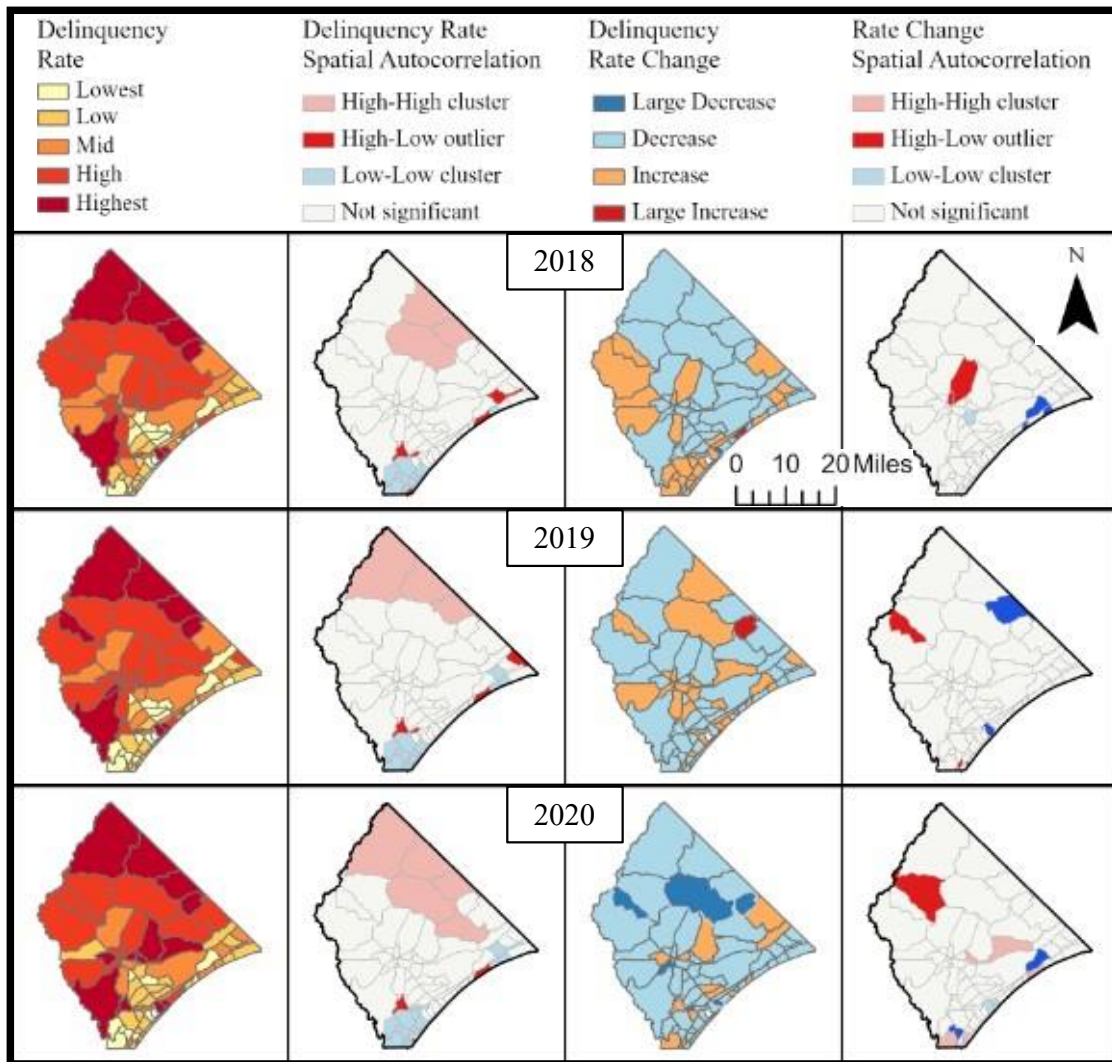 Delinquency
Rate
Lowest
Low
Mid
High
Highest
Delinquency Rate
Spatial Autocorrelation
High-High cluster
High-Low outlier
Low-Low cluster
Not significant
Delinquency
Rate Change
Large Decrease
Decrease
Increase
Large Increase
Rate Change
Spatial Autocorrelation
High-High cluster
High-Low outlier
Low-Low cluster
Not significant
2018
N
0 10 20 Miles
2019
2020